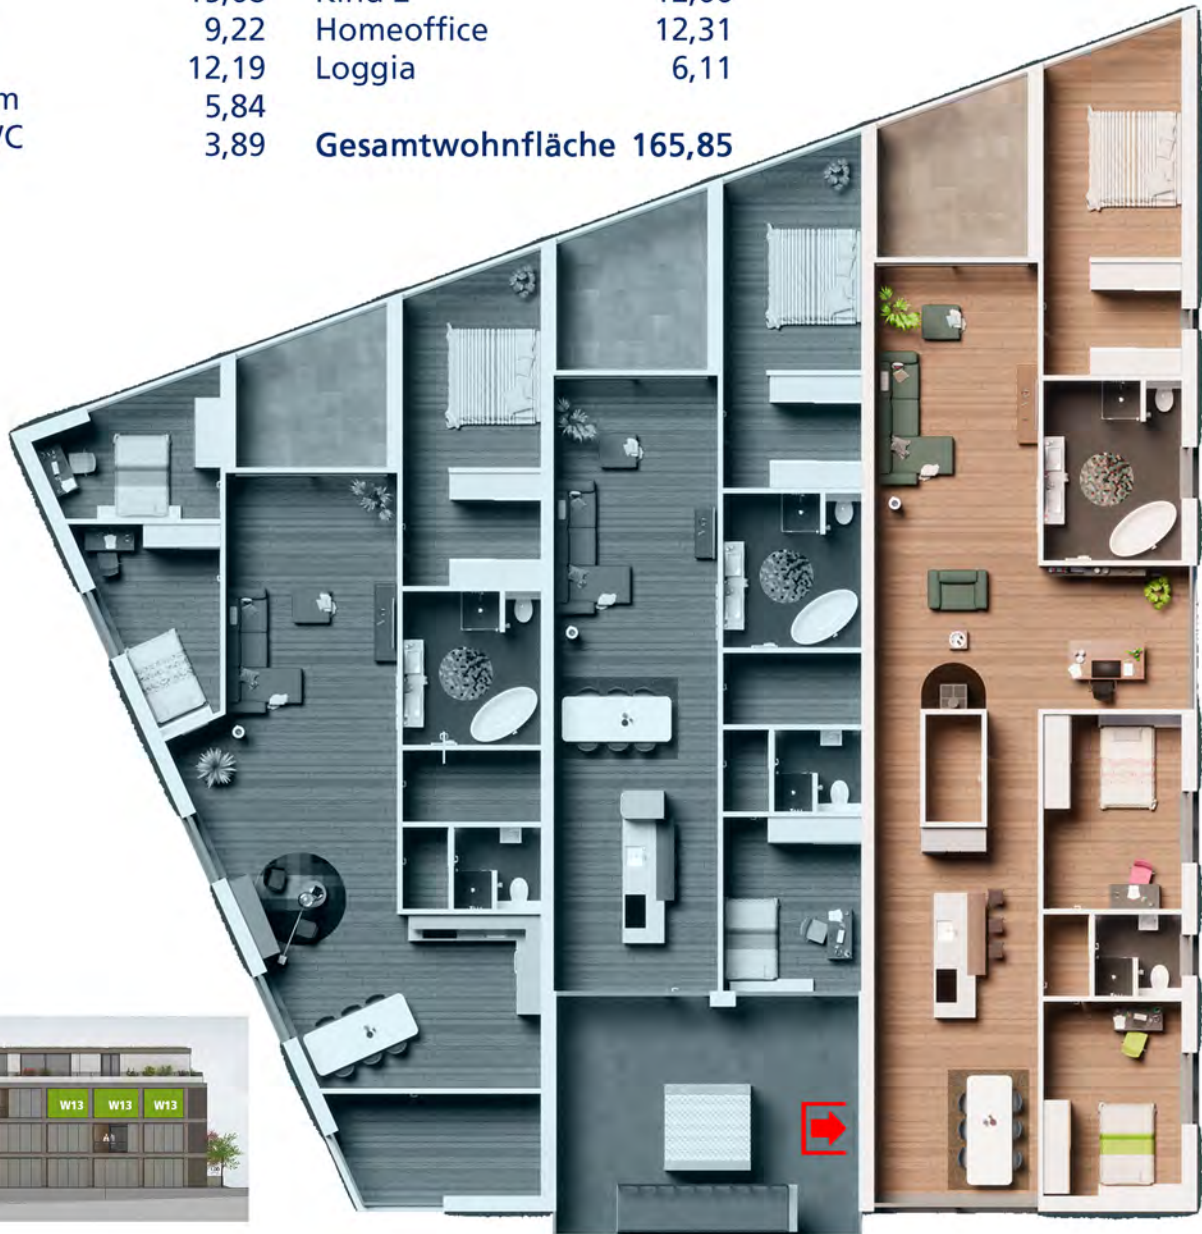 9,22 Homeoffice 12,31
12,19 Loggia 6,11
5,84
3,89 Gesamtwohnfläche 165,85
W13 W13 W13